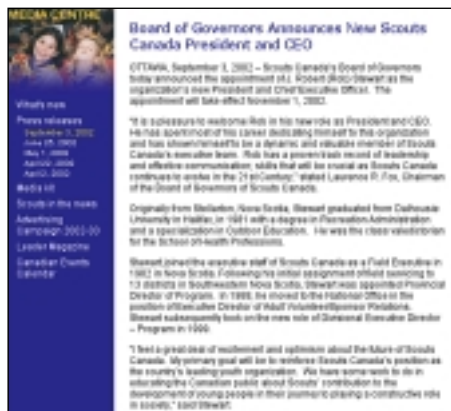 MEDIA CENTRE
What's new
Press releases
September 3, 2002
Media kit
Scouts in the news
Advertising
Campaign 2002-03
Leader Magazine
Canadian Events
Calendar
Board of Governors Announces New Scouts
Canada President and CEO
OTTAWA, September 3, 2002 – Scouts Canada's Board of Governors
today announced the appointment of J. Robert (Rob) Stewart as the
organization's new President and Chief Executive Officer. The
appointment will take effect November 1, 2002.
"It is a pleasure to welcome Rob in his new role as President and CEO.
He has spent most of his career dedicating himself to this organization
and has shown himself to be a dynamic and valuable member of Scouts
Canada's executive team. Rob has a proven track record of leadership
and effective communication; skills that will be crucial as Scouts Canada
continues to evolve in the 21st Century," stated Laurence R. Fox, Chairman
of the Board of Governors of Scouts Canada.
Originally from Stellarton, Nova Scotia, Stewart graduated from Dalhousie
University in Halifax, in 1981 with a degree in Recreation Administration
and a specialization in Outdoor Education. He was the class valedictorian
for the School of Health Professions.
Stewart joined the executive staff of Scouts Canada as a Field Executive in
1982 in Nova Scotia. Following his initial assignment of field servicing to
13 districts in Southwestern Nova Scotia, Stewart was appointed Provincial
Director of Program. In he moved to the National Office in the
position of Executive Director of Adult Volunteer/Sponsor Relations.
Stewart subsequently took on the new role of Divisional Executive Director
– Program in
"I feel a great deal of excitement and optimism about the future of Scouts
Canada. My primary goal will be to reinforce Scouts Canada's position as
the country's leading youth organization. We have some work to do in
educating the Canadian public about Scouts' contribution to the
development of young people in their journey to playing a constructive role
in society," said Stewart.